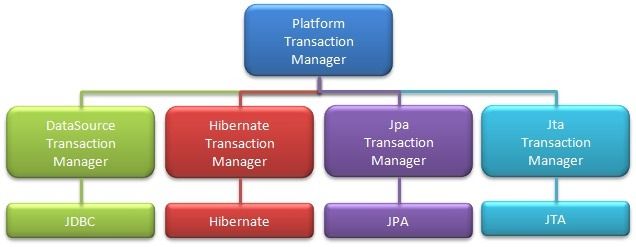 Platform
Transaction
Manager
DataSource
Transaction
Manager
Hibernate
Transaction
Manager
Jpa
Transaction
Manager
Jta
Transaction
Manager
JDBC
Hibernate
JPA
JTA